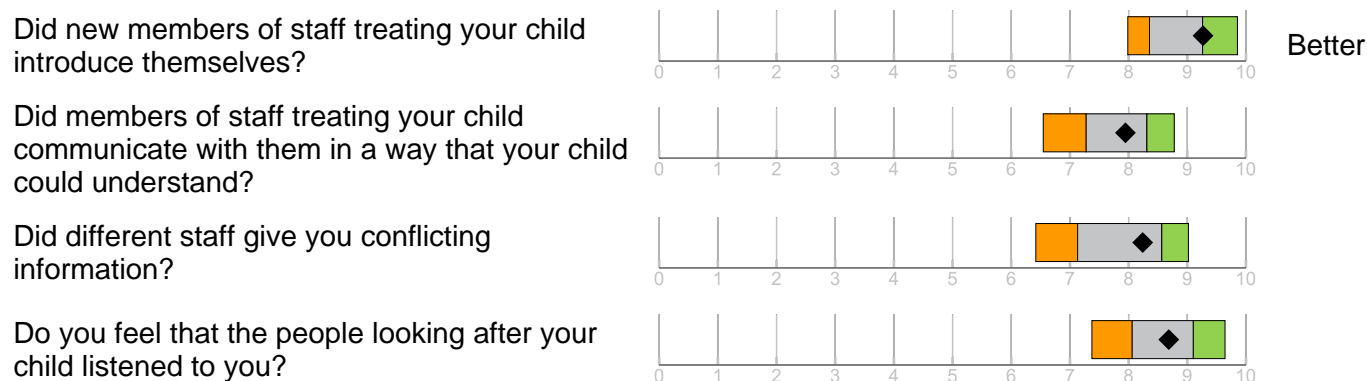 Did new members of staff treating your child
introduce themselves?
Better
0 1 2 3 4 5 6 7 8 9 10
Did members of staff treating your child
communicate with them in a way that your child
could understand?
0 1 2 3 4 5 6 7 8 9 10
Did different staff give you conflicting
information?
0 1 2 3 4 5 6 7 8 9 10
Do you feel that the people looking after your
child listened to you?
0 1 2 3 4 5 6 7 8 9 10